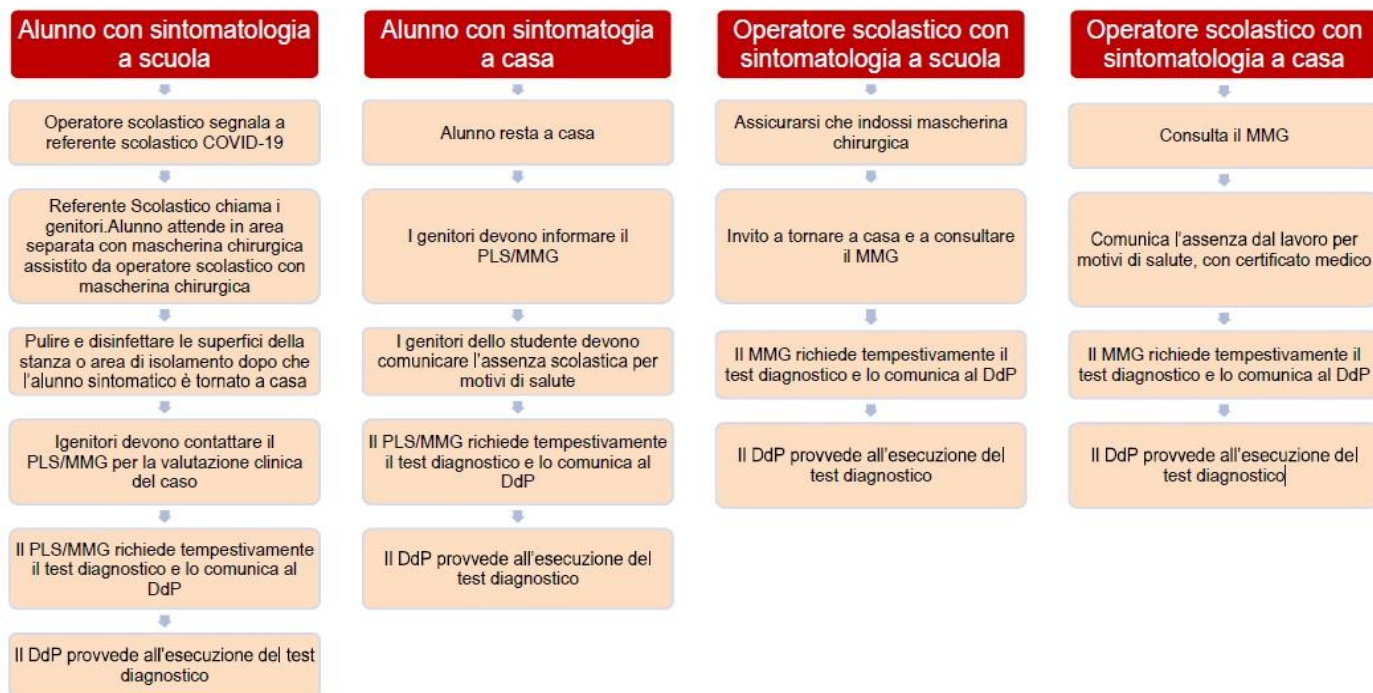 Alunno con sintomatologia
a scuola
Operatore scolastico segnala a
referente scolastico COVID-19
Referente Scolastico chiama i
genitori.Alunno attende in area
separata con mascherina chirurgica
assistito da operatore scolastico con
mascherina chirurgica
Pulire e disinfettare le superfici della
stanza o area di isolamento dopo che
l'alunno sintomatico è tornato a casa
Igenitori devono contattare il
PLS/MMG per la valutazione clinica
del caso
Il PLS/MMG richiede tempestivamente
il test diagnostico e lo comunica al
DdP
Il DdP provvede all'esecuzione del test
diagnostico
Alunno con sintomatogia
a casa
Alunno resta a casa
I genitori devono informare il
PLS/MMG
I genitori dello studente devono
comunicare l'assenza scolastica per
motivi di salute
Il PLS/MMG richiede tempestivamente
il test diagnostico e lo comunica al
DdP
Il DdP provvede all'esecuzione del
test diagnostico
Operatore scolastico con
sintomatologia a scuola
Assicurarsi che indossi mascherina
chirurgica
Invito a tornare a casa e a consultare
il MMG
Il MMG richiede tempestivamente il
test diagnostico e lo comunica al DdP
Il DdP provvede all'esecuzione del
test diagnostico
Operatore scolastico con
sintomatologia a casa
Consulta il MMG
Comunica l'assenza dal lavoro per
motivi di salute, con certificato medico
Il MMG richiede tempestivamente il
test diagnostico e lo comunica al DdP
Il DdP provvede all'esecuzione del
test diagnostico